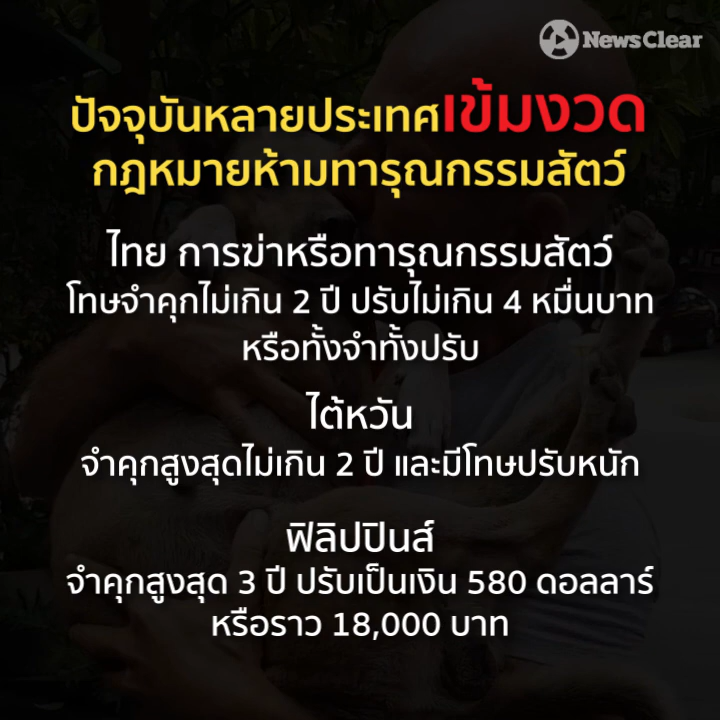 NewsClear
ปัจจุบันหลายประเทศเข้มงวด
กฎหมายห้ามทารุณกรรมสัตว์
ไทย การฆ่าหรือทารุณกรรมสัตว์
โทษจำคุกไม่เกิน 2 ปี ปรับไม่เกิน 4 หมื่นบาท
หรือทั้งจำทั้งปรับ
ไต้หวัน
จำคุกสูงสุดไม่เกิน 2 ปี และมีโทษปรับหนัก
ฟิลิปปินส์
จำคุกสูงสุด 3 ปี ปรับเป็นเงิน 580 ดอลลาร์
หรือราว 18,000 บาท